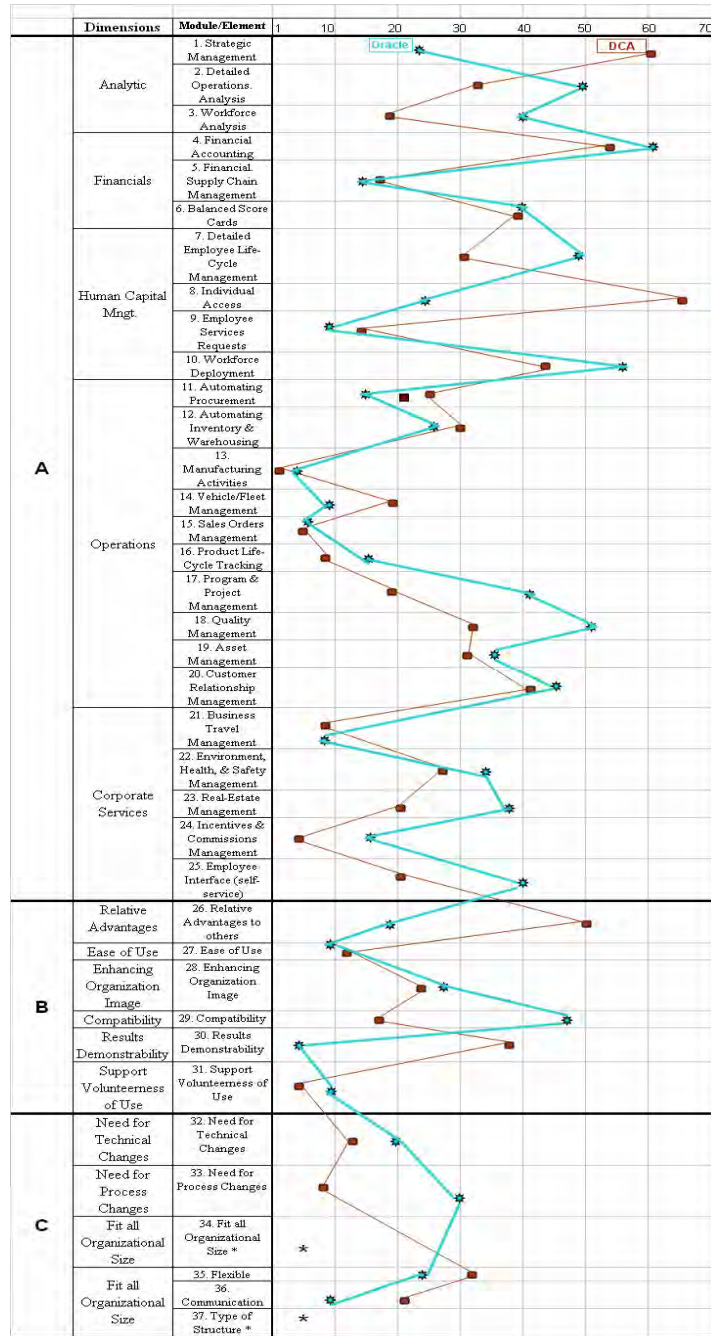 Dimensions Module/Element 1 10 20 30 40 50 60 70
Oracle DCA
A
Analytic
1. Strategic
Management
2. Detailed
Operations.
Analysis
3. Workforce
Analysis
Financials
4. Financial
Accounting
5. Financial.
Supply Chain
Management
6. Balanced Score
Cards
Human Capital
Mngt.
7. Detailed
Employee Life-
Cycle
Management
8. Individual
Access
9. Employee
Services
Requests
10. Workforce
Deployment
Operations
11. Automating
Procurement
12. Automating
Inventory &
Warehousing
13.
Manufacturing
Activities
14. Vehicle/Fleet
Management
15. Sales Orders
Management
16. Product Life-
Cycle Tracking
17. Program &
Project
Management
18. Quality
Management
19. Asset
Management
20. Customer
Relationship
Management
Corporate
Services
21. Business
Travel
Management
22. Environment,
Health, & Safety
Management
23. Real-Estate
Management
24. Incentives &
Commissions
Management
25. Employee
Interface (self-
service)
B
Relative
Advantages
26. Relative
Advantages to
others
Ease of Use
27. Ease of Use
Enhancing
Organization
Image
28. Enhancing
Organization
Image
Compatibility
29. Compatibility
Results
Demonstrability
30. Results
Demonstrability
Support
Volunteerness
of Use
31. Support
Volunteerness of
Use
C
Need for
Technical
Changes
32. Need for
Technical
Changes
Need for
Process
Changes
33. Need for
Process Changes
Fit all
Organizational
Size
34. Fit all
Organizational
Size *
*
Fit all
Organizational
Size
35. Flexible
36.
Communication
37. Type of
Structure *
*